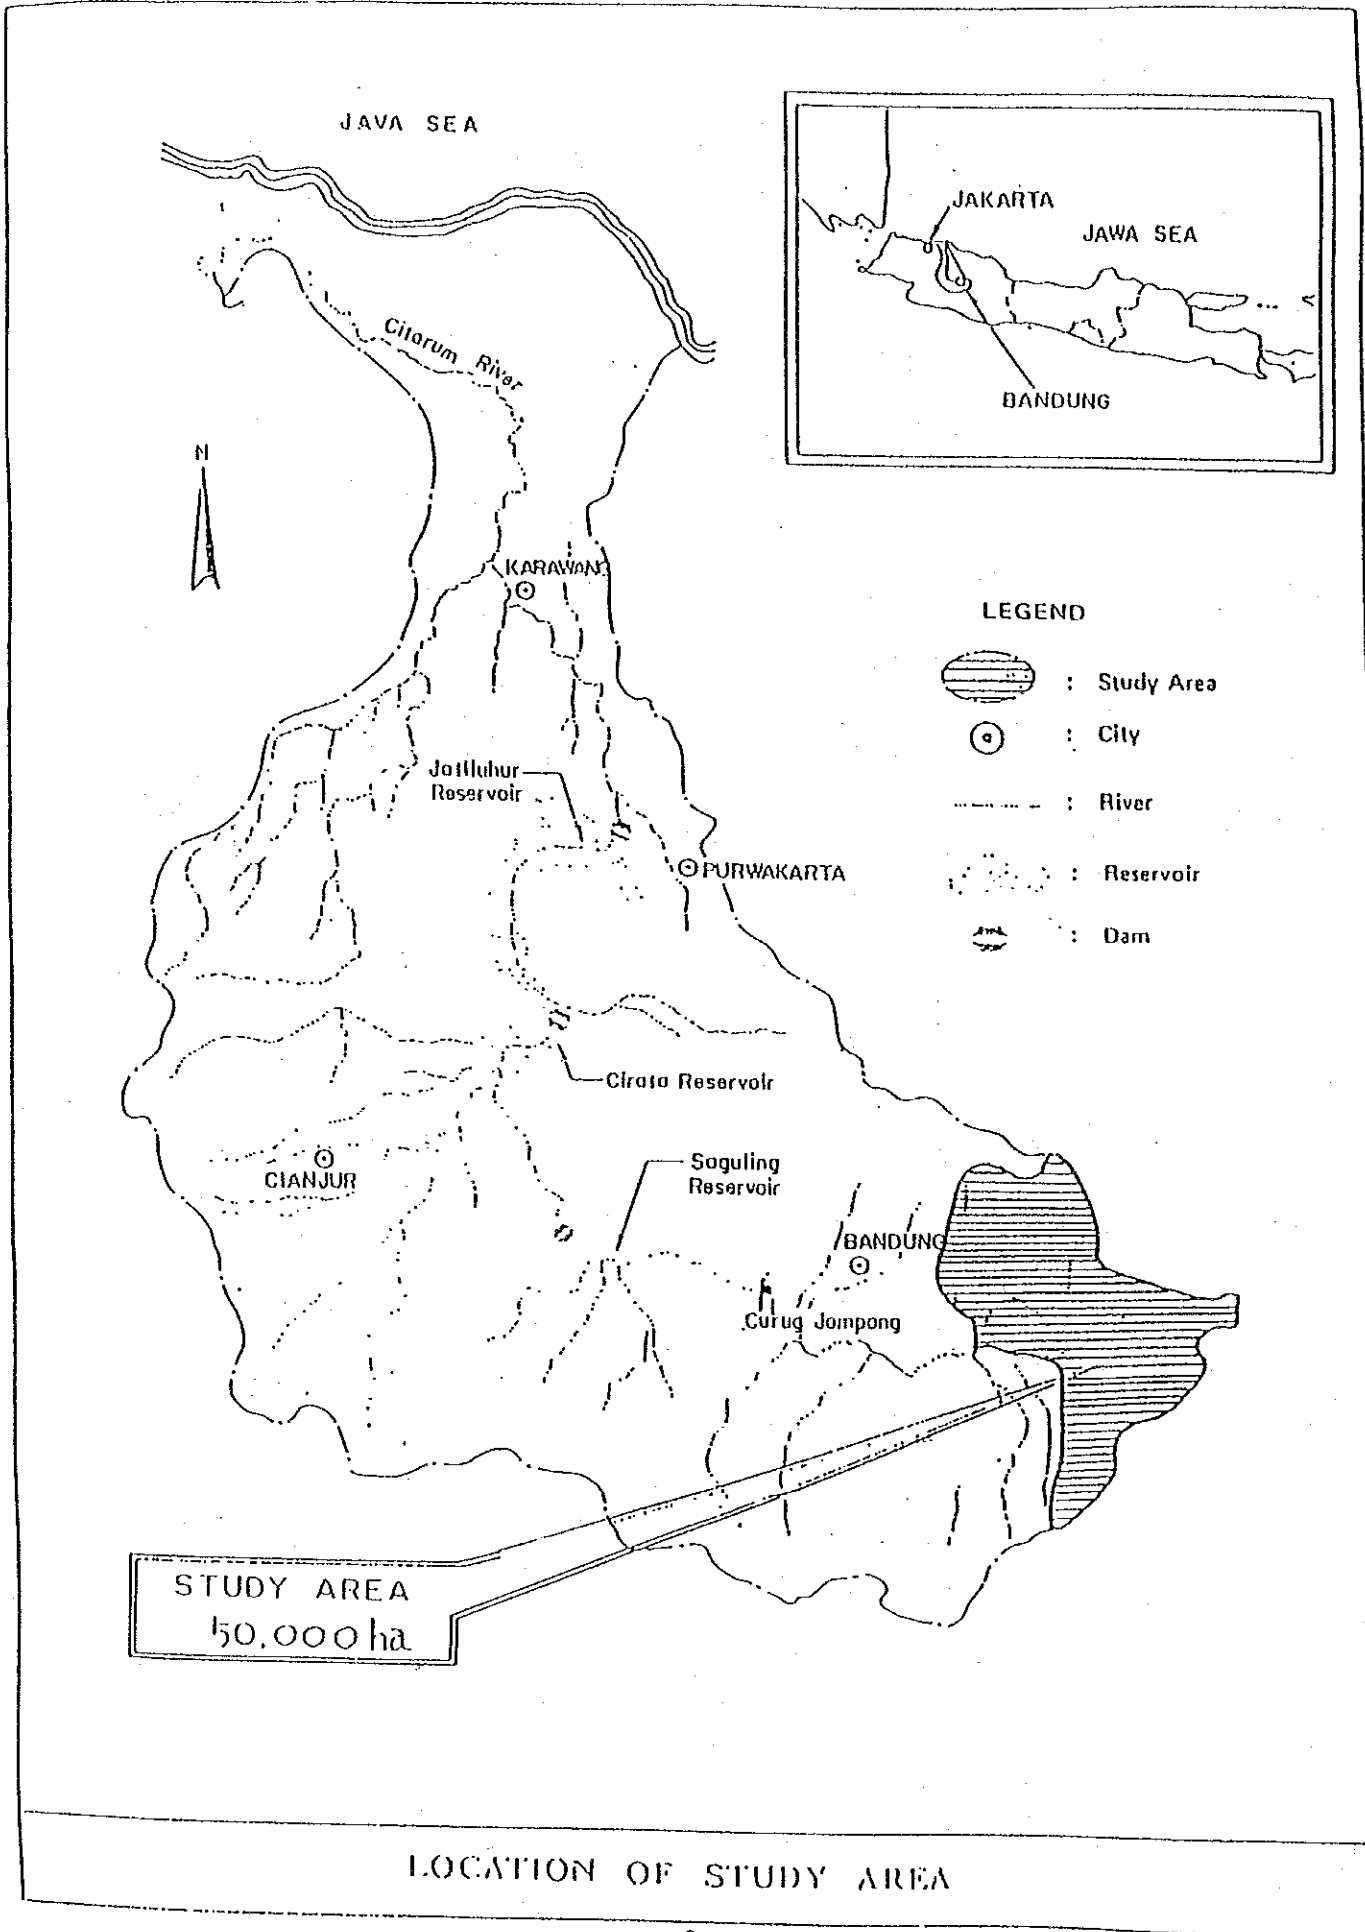 JAVA SEA
JAKARTA
JAWA SEA
BANDUNG
Citarum River
N
KARAWANG
LEGEND
: Study Area
: City
: River
: Reservoir
: Dam
Jatiluhur
Reservoir
PURWAKARTA
Cirata Reservoir
CIANJUR
Saguling
Reservoir
BANDUNG
Curug Jompong
STUDY AREA
150,000 ha
LOCATION OF STUDY AREA